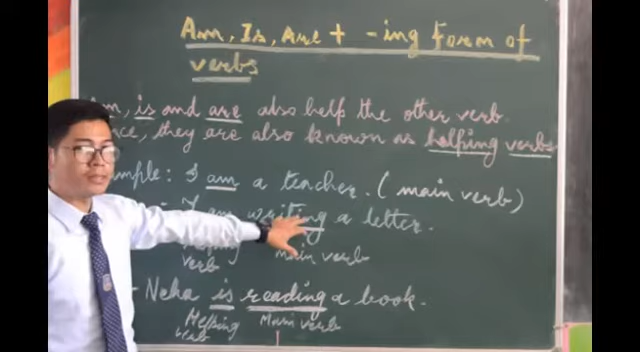 Am, Is, Are + -ing Form of
verbs
Am, is and are also help the other verb.
they are also known as helping verbs
I am a teacher. (main verb)
I am writing a letter.
verb main verb
Neha is reading a book.
Helping Main verb
verb